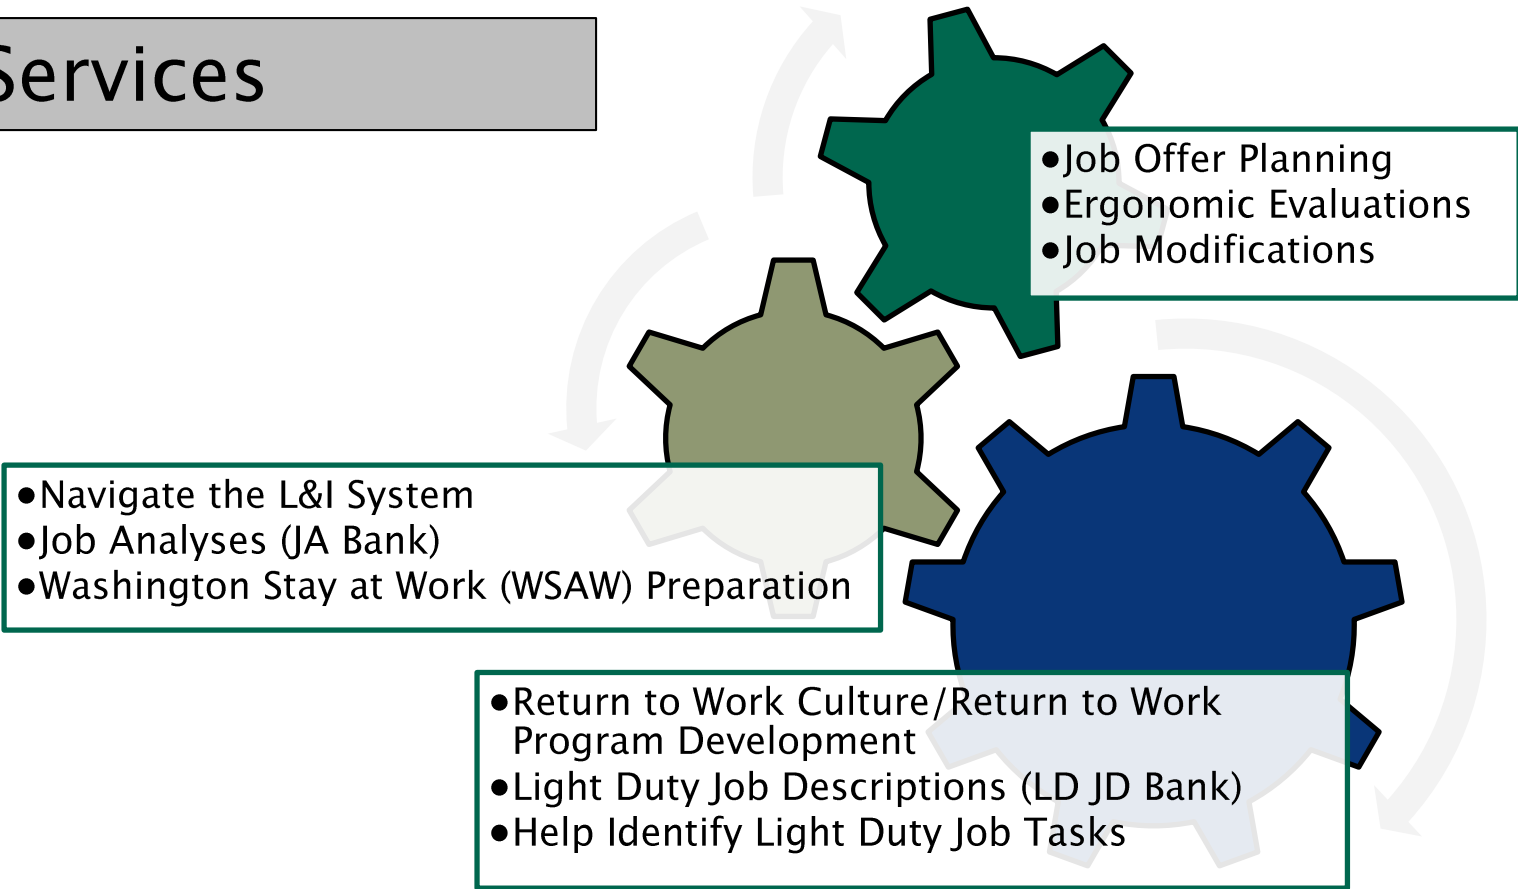 Services
•Job Offer Planning
•Ergonomic Evaluations
•Job Modifications
•Navigate the L&I System
•Job Analyses (JA Bank)
•Washington Stay at Work (WSAW) Preparation
•Return to Work Culture/Return to Work
Program Development
•Light Duty Job Descriptions (LD JD Bank)
•Help Identify Light Duty Job Tasks